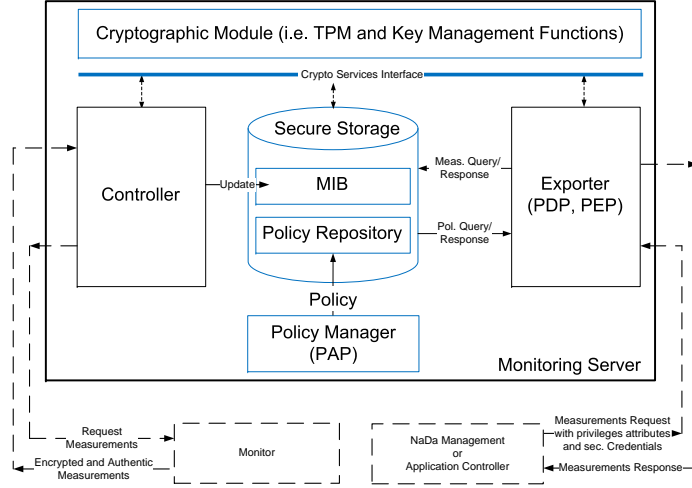 Cryptographic Module (i.e. TPM and Key Management Functions)
Crypto Services Interface
Controller
Update
Secure Storage
MIB
Policy Repository
Meas. Query/
Response
Pol. Query/
Response
Exporter
(PDP, PEP)
Policy
Policy Manager
(PAP)
Monitoring Server
Request
Measurements
Encrypted and Authentic
Measurements
Monitor
NaDa Management
or
Application Controller
Measurements Request
with privileges attributes
and sec. Credentials
Measurements Response